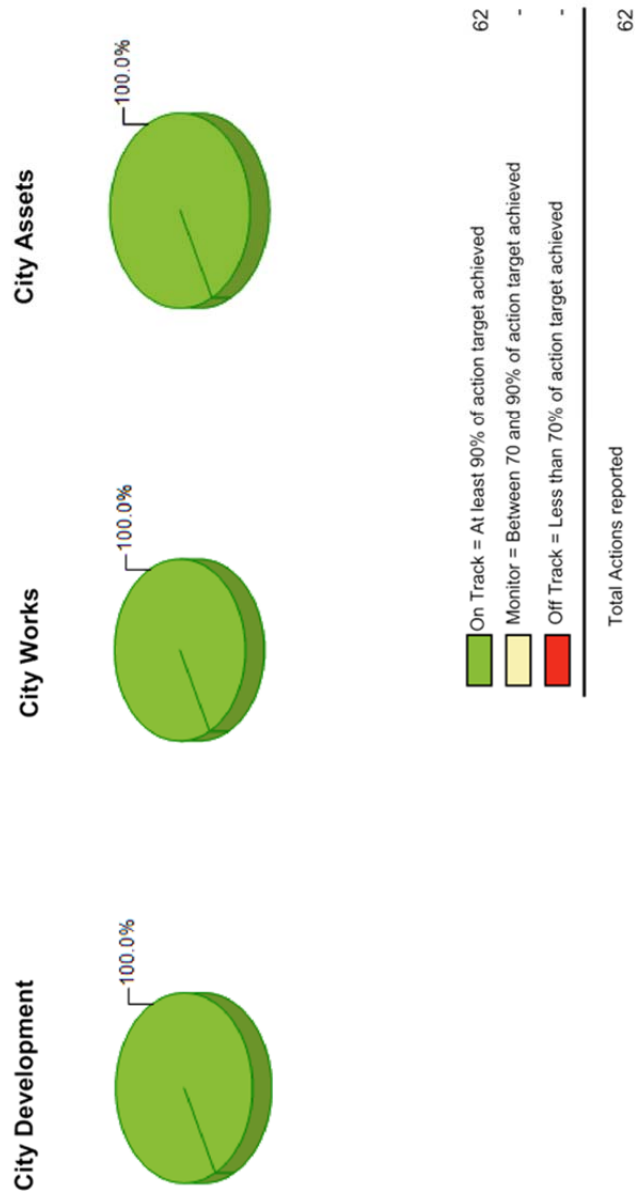 City Development
City Works
City Assets
100.0%
100.0%
100.0%
On Track = At least 90% of action target achieved 62
Monitor = Between 70 and 90% of action target achieved -
Off Track = Less than 70% of action target achieved -
Total Actions reported 62